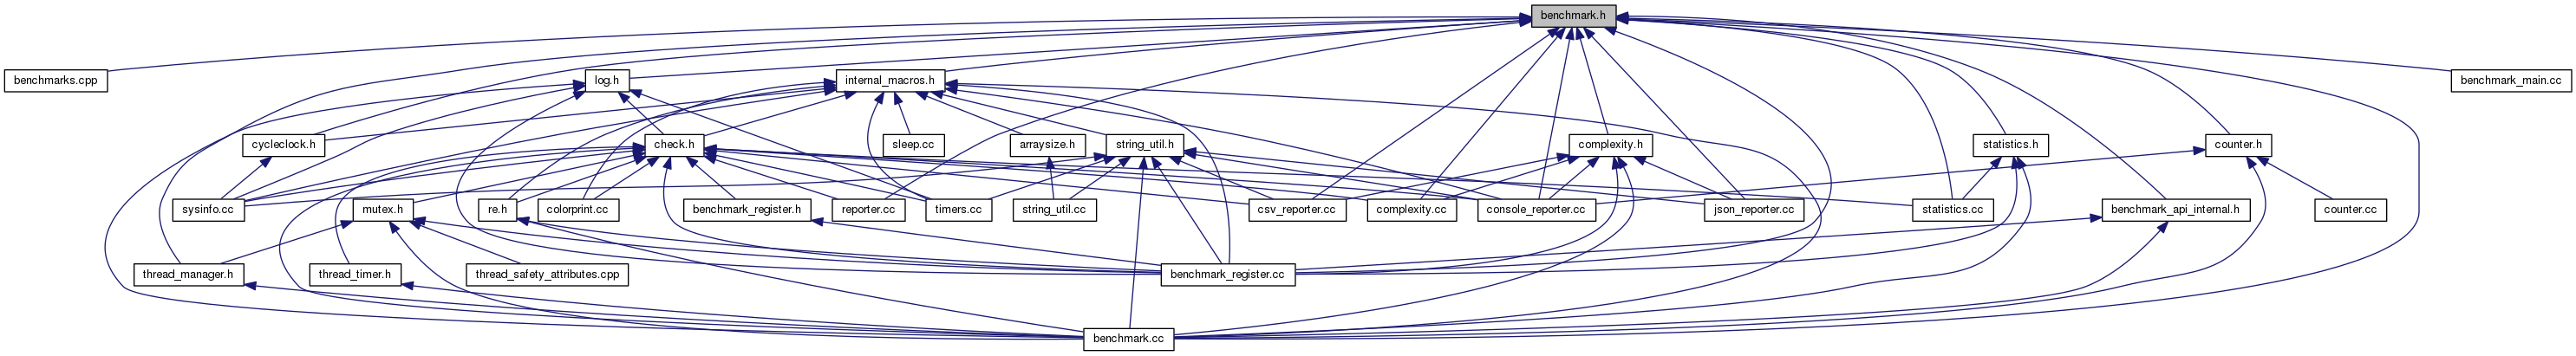 benchmark.h
benchmarks.cpp
log.h
internal_macros.h
benchmark_main.cc
cycleclock.h
check.h
sleep.cc
arraysize.h
string_util.h
complexity.h
statistics.h
counter.h
sysinfo.cc
mutex.h
re.h
colorprint.cc
benchmark_register.h
reporter.cc
timers.cc
string_util.cc
csv_reporter.cc
complexity.cc
console_reporter.cc
json_reporter.cc
statistics.cc
benchmark_api_internal.h
counter.cc
thread_manager.h
thread_timer.h
thread_safety_attributes.cpp
benchmark_register.cc
benchmark.cc